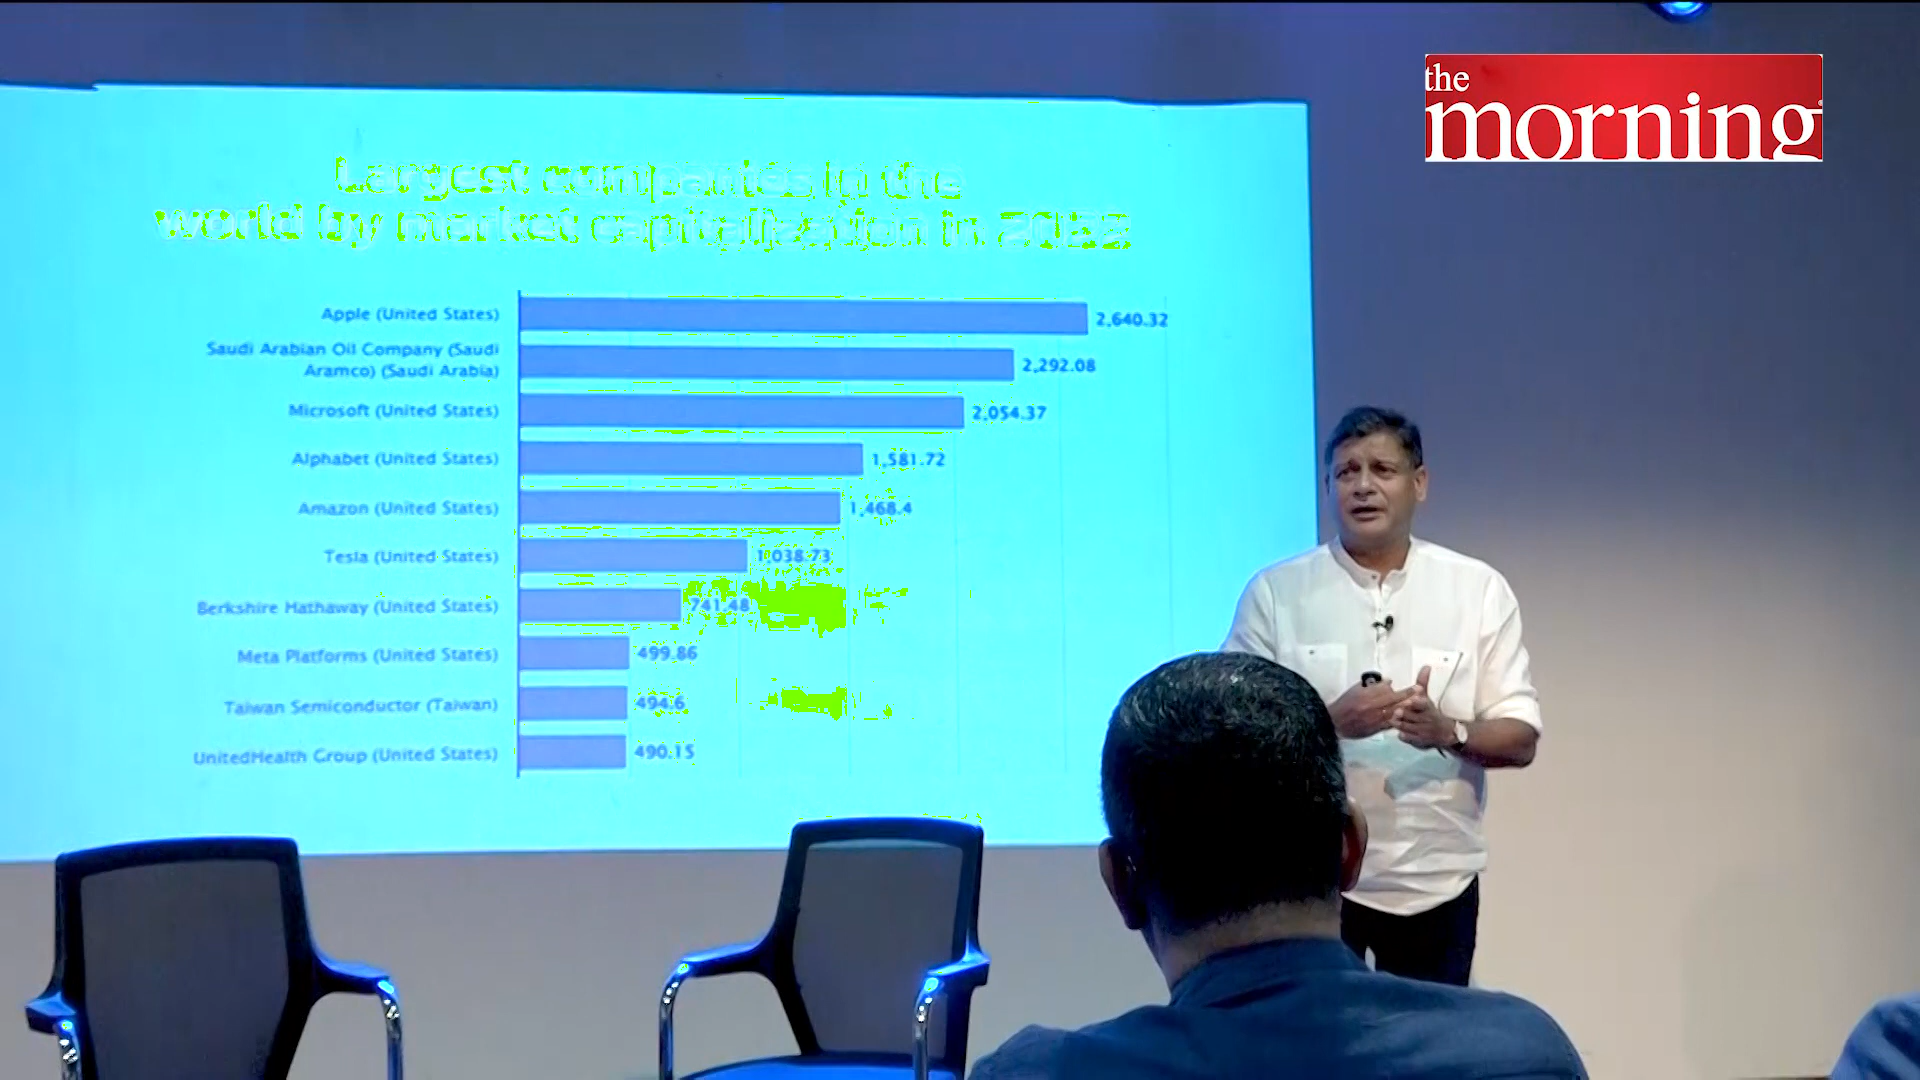 the
morning
Largest companies in the
world by market capitalization in 2022
Apple (United States) 2,640.32
Saudi Arabian Oil Company (Saudi
Aramco) (Saudi Arabia) 2,292.08
Microsoft (United States) 2,054.37
Alphabet (United States) 1,581.72
Amazon (United States) 1,468.4
Tesla (United States) 1,038.73
Berkshire Hathaway (United States) 741.48
Meta Platforms (United States) 499.86
Taiwan Semiconductor (Taiwan) 494.6
UnitedHealth Group (United States) 490.15